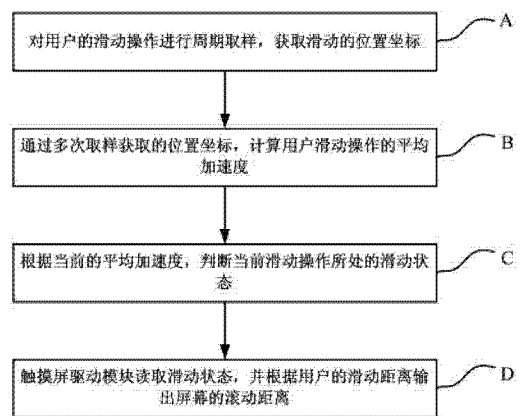 对用户的滑动操作进行周期取样，获取滑动的位置坐标
A
通过多次取样获取的位置坐标，计算用户滑动操作的平均
加速度
B
根据当前的平均加速度，判断当前滑动操作所处的滑动状
态
C
触摸屏驱动模块读取滑动状态，并根据用户的滑动距离输
出屏幕的滚动距离
D